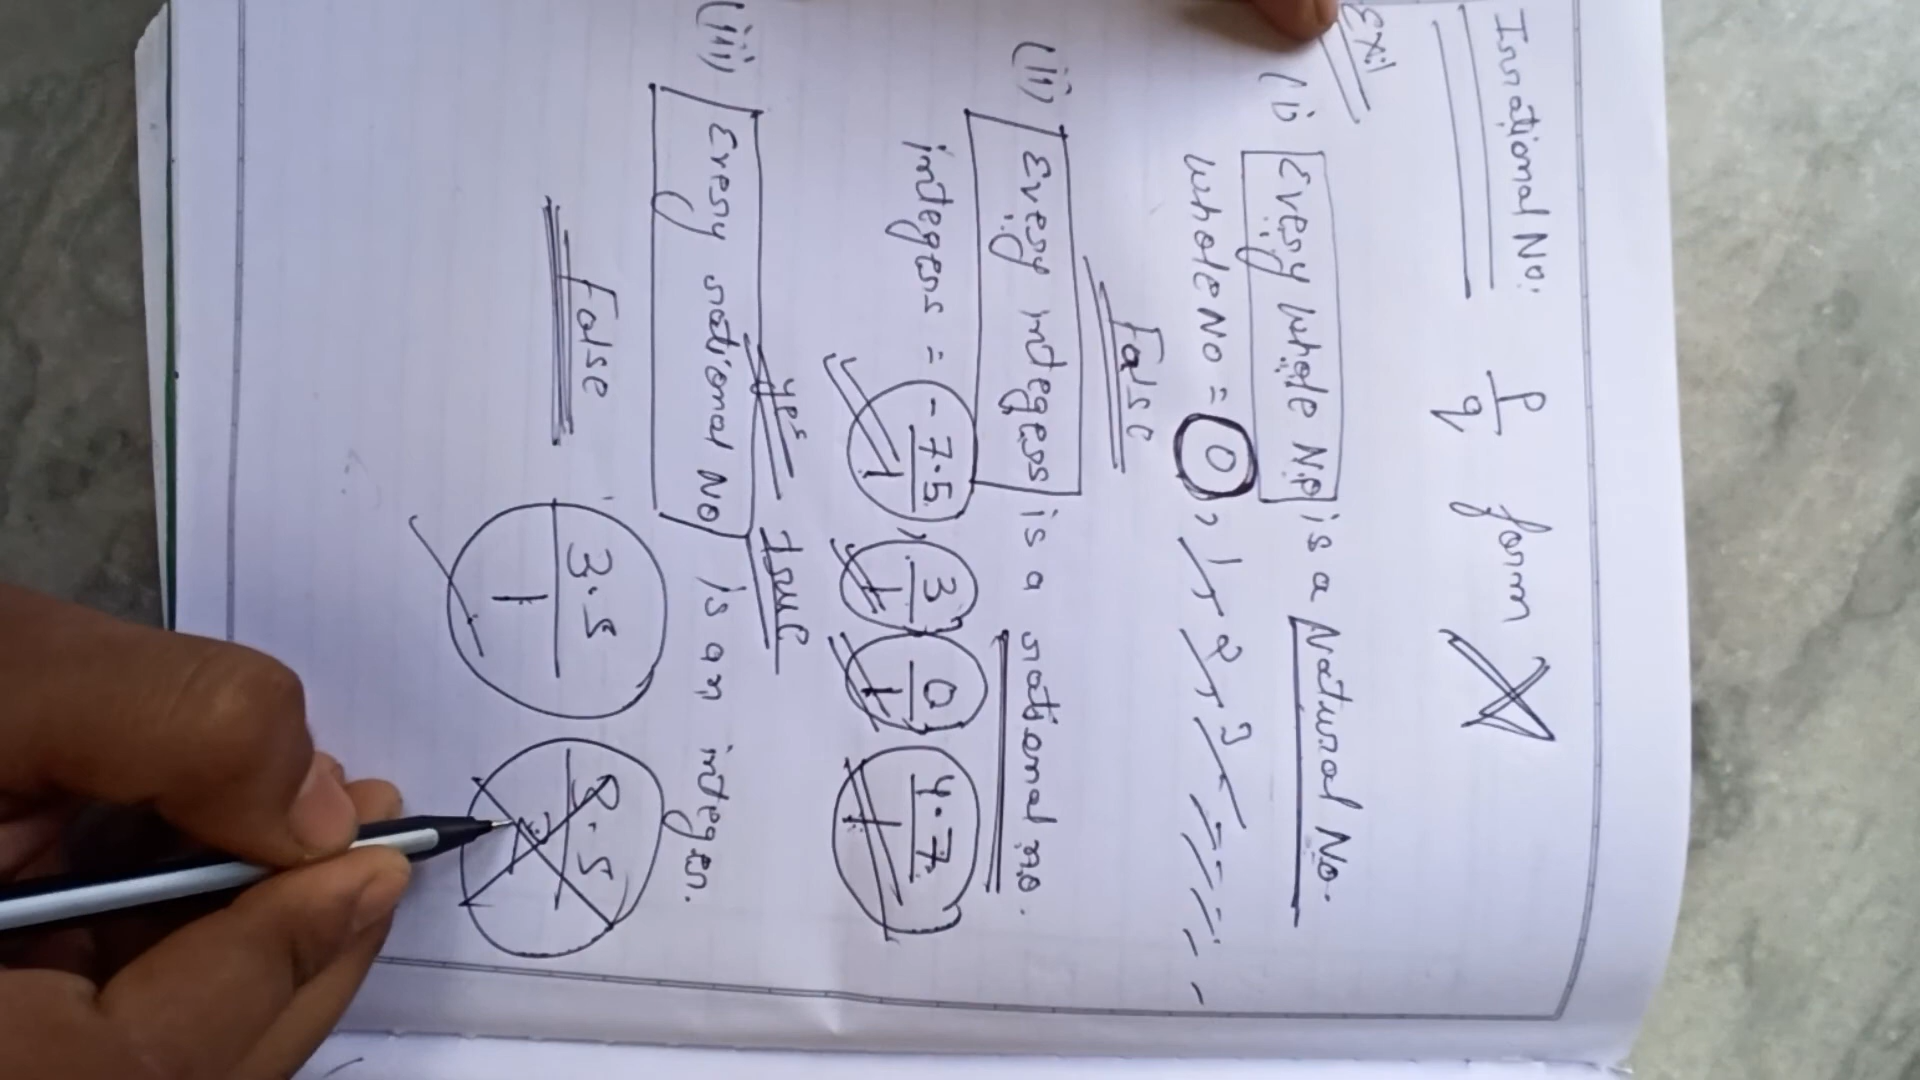 Irrational No:
p/q form
Ex:1
(i) Every whole No is a Natural No.
whole No = 0, 1, 2, 3
False
(ii) Every integers is a rational no.
integers = -7.5/1, 3/1, 0/1, 4.7/1
yes True
(iii) Every rational No is an integer.
False 3.5/1